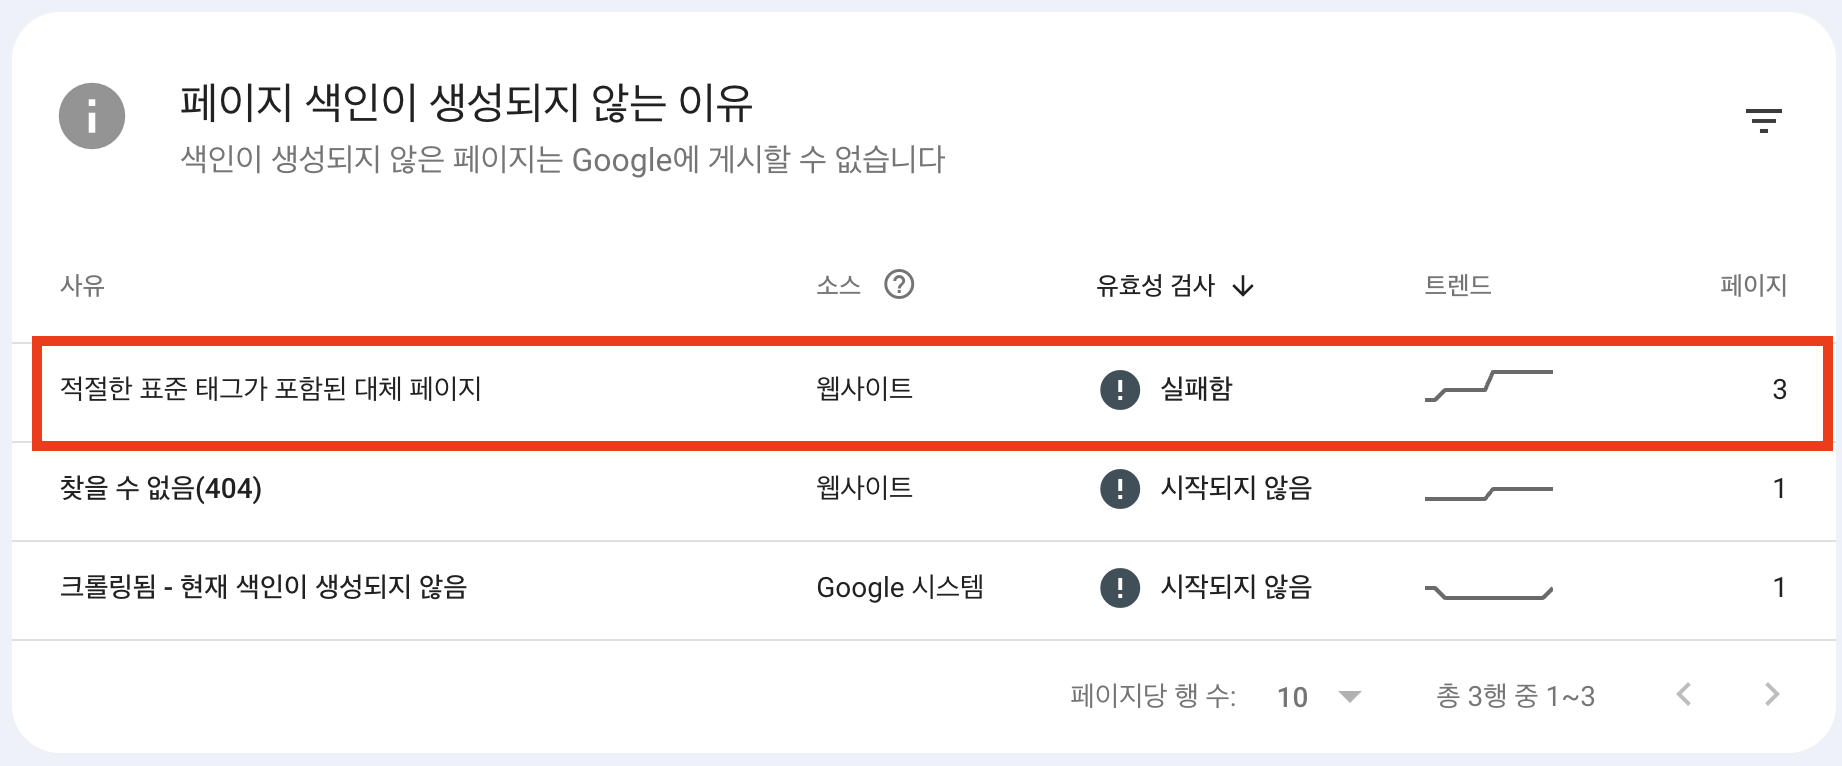 페이지 색인이 생성되지 않는 이유
색인이 생성되지 않은 페이지는 Google에 게시할 수 없습니다
사유 소스 유효성 검사 트렌드 페이지
적절한 표준 태그가 포함된 대체 페이지 웹사이트 실패함 3
찾을 수 없음(404) 웹사이트 시작되지 않음 1
크롤링됨 - 현재 색인이 생성되지 않음 Google 시스템 시작되지 않음 1
페이지당 행 수: 10 총 3행 중 1~3